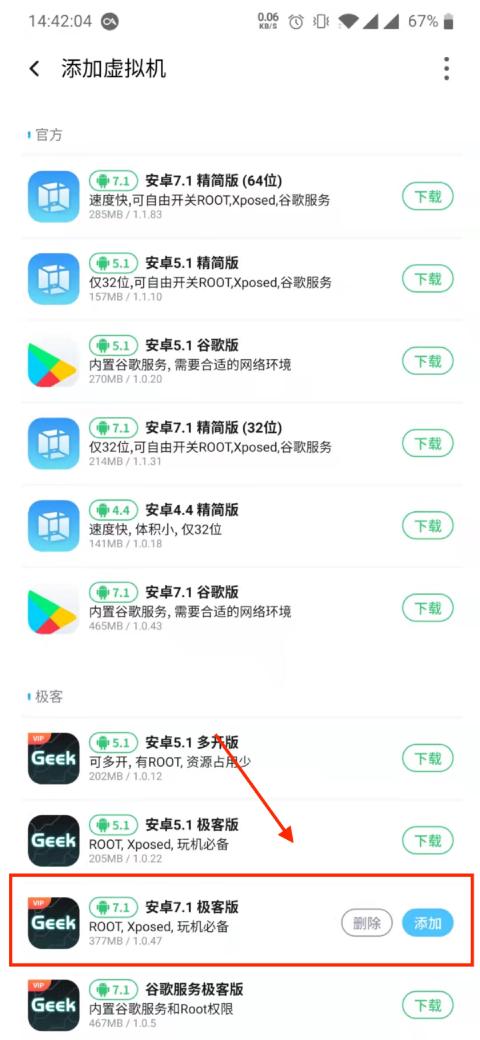 14:42:04
0.06 KB/S
67%
添加虚拟机
官方
7.1 安卓7.1 精简版 (64位)
速度快,可自由开关ROOT,Xposed,谷歌服务
285MB / 1.1.83
下载
5.1 安卓5.1 精简版
仅32位,可自由开关ROOT,Xposed,谷歌服务
157MB / 1.1.10
下载
5.1 安卓5.1 谷歌版
内置谷歌服务, 需要合适的网络环境
270MB / 1.0.20
下载
7.1 安卓7.1 精简版 (32位)
仅32位,可自由开关ROOT,Xposed,谷歌服务
214MB / 1.1.31
下载
4.4 安卓4.4 精简版
速度快, 体积小, 仅32位
141MB / 1.0.18
下载
7.1 安卓7.1 谷歌版
内置谷歌服务, 需要合适的网络环境
465MB / 1.0.43
下载
极客
VIP
Geek
5.1 安卓5.1 多开版
可多开, 有ROOT, 资源占用少
202MB / 1.0.12
下载
Geek
5.1 安卓5.1 极客版
ROOT, Xposed, 玩机必备
205MB / 1.0.22
下载
VIP
Geek
7.1 安卓7.1 极客版
ROOT, Xposed, 玩机必备
377MB / 1.0.47
删除
添加
VIP
Geek
7.1 谷歌服务极客版
内置谷歌服务和Root权限
467MB / 1.0.5
下载